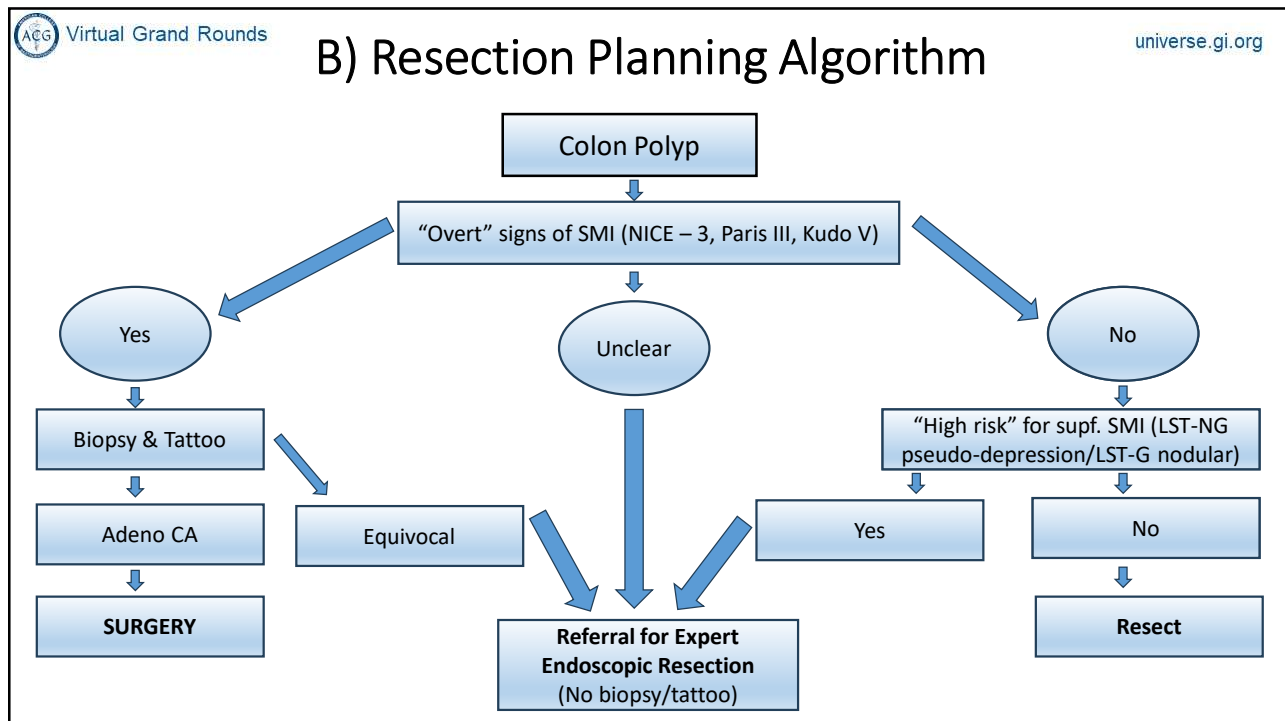 ACG
Virtual Grand Rounds
universe.gi.org
B) Resection Planning Algorithm
Colon Polyp
“Overt” signs of SMI (NICE – 3, Paris III, Kudo V)
Yes
Unclear
No
Biopsy & Tattoo
“High risk” for supf. SMI (LST-NG
pseudo-depression/LST-G nodular)
Adeno CA
Equivocal
Yes
No
SURGERY
Referral for Expert
Endoscopic Resection
(No biopsy/tattoo)
Resect